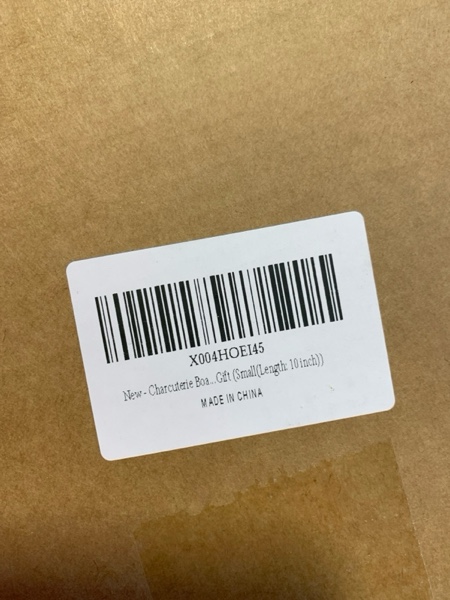 X004HOEI45
New - Charcuterie Boa...Gift (Small(Length: 10 inch))
MADE IN CHINA